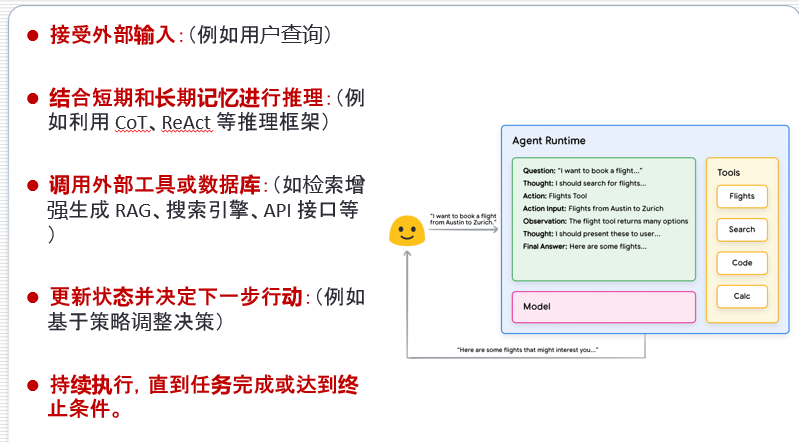 ● 接受外部输入：（例如用户查询）
● 结合短期和长期记忆进行推理：（例
如利用 CoT、ReAct 等推理框架）
● 调用外部工具或数据库：（如检索增
强生成 RAG、搜索引擎、API 接口等
）
● 更新状态并决定下一步行动：（例如
基于策略调整决策）
● 持续执行，直到任务完成或达到终
止条件。
"I want to book a flight
from Austin to Zurich."
Agent Runtime
Question: "I want to book a flight..."
Thought: I should search for flights...
Action: Flights Tool
Action Input: Flights from Austin to Zurich
Observation: The flight tool returns many options
Thought: I should present these to user...
Final Answer: Here are some flights...
Model
Tools
Flights
Search
Code
Calc
"Here are some flights that might interest you..."